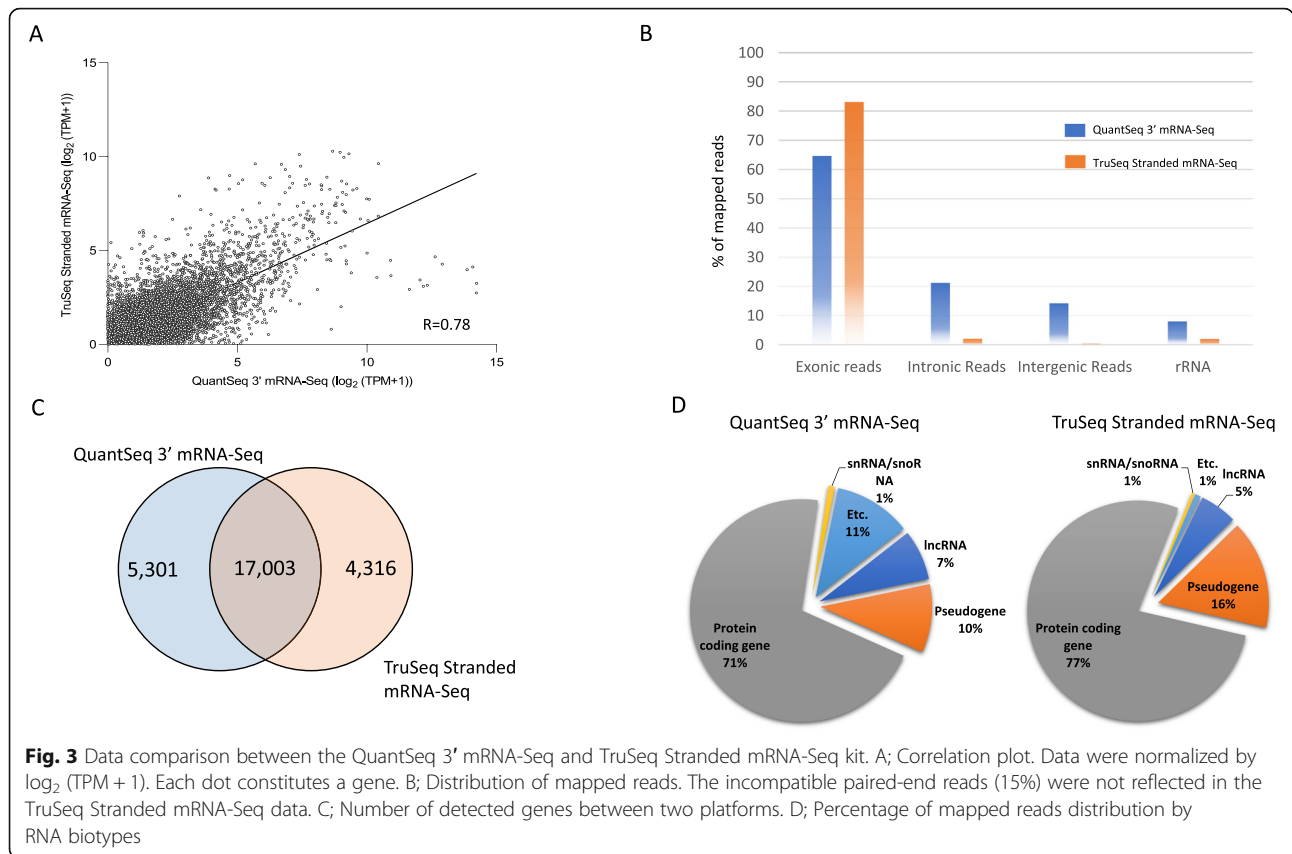 A
15
10
5
0
TruSeq Stranded mRNA-Seq (log2 (TPM+1))
R=0.78
0 5 10 15
QuantSeq 3' mRNA-Seq (log2 (TPM+1))
B
100
90
80
70
60
50
40
30
20
10
0
% of mapped reads
QuantSeq 3' mRNA-Seq
TruSeq Stranded mRNA-Seq
Exonic reads Intronic Reads Intergenic Reads rRNA
C
QuantSeq 3' mRNA-Seq
5,301 17,003 4,316
TruSeq Stranded
mRNA-Seq
D
QuantSeq 3' mRNA-Seq
snRNA/snoR
NA
1%
Etc.
11%
lncRNA
7%
Pseudogene
10%
Protein
coding gene
71%
TruSeq Stranded mRNA-Seq
snRNA/snoRNA
1%
Etc.
1%
lncRNA
5%
Pseudogene
16%
Protein coding
gene
77%
Fig. 3 Data comparison between the QuantSeq 3′ mRNA-Seq and TruSeq Stranded mRNA-Seq kit. A; Correlation plot. Data were normalized by
log2 (TPM + 1). Each dot constitutes a gene. B; Distribution of mapped reads. The incompatible paired-end reads (15%) were not reflected in the
TruSeq Stranded mRNA-Seq data. C; Number of detected genes between two platforms. D; Percentage of mapped reads distribution by
RNA biotypes